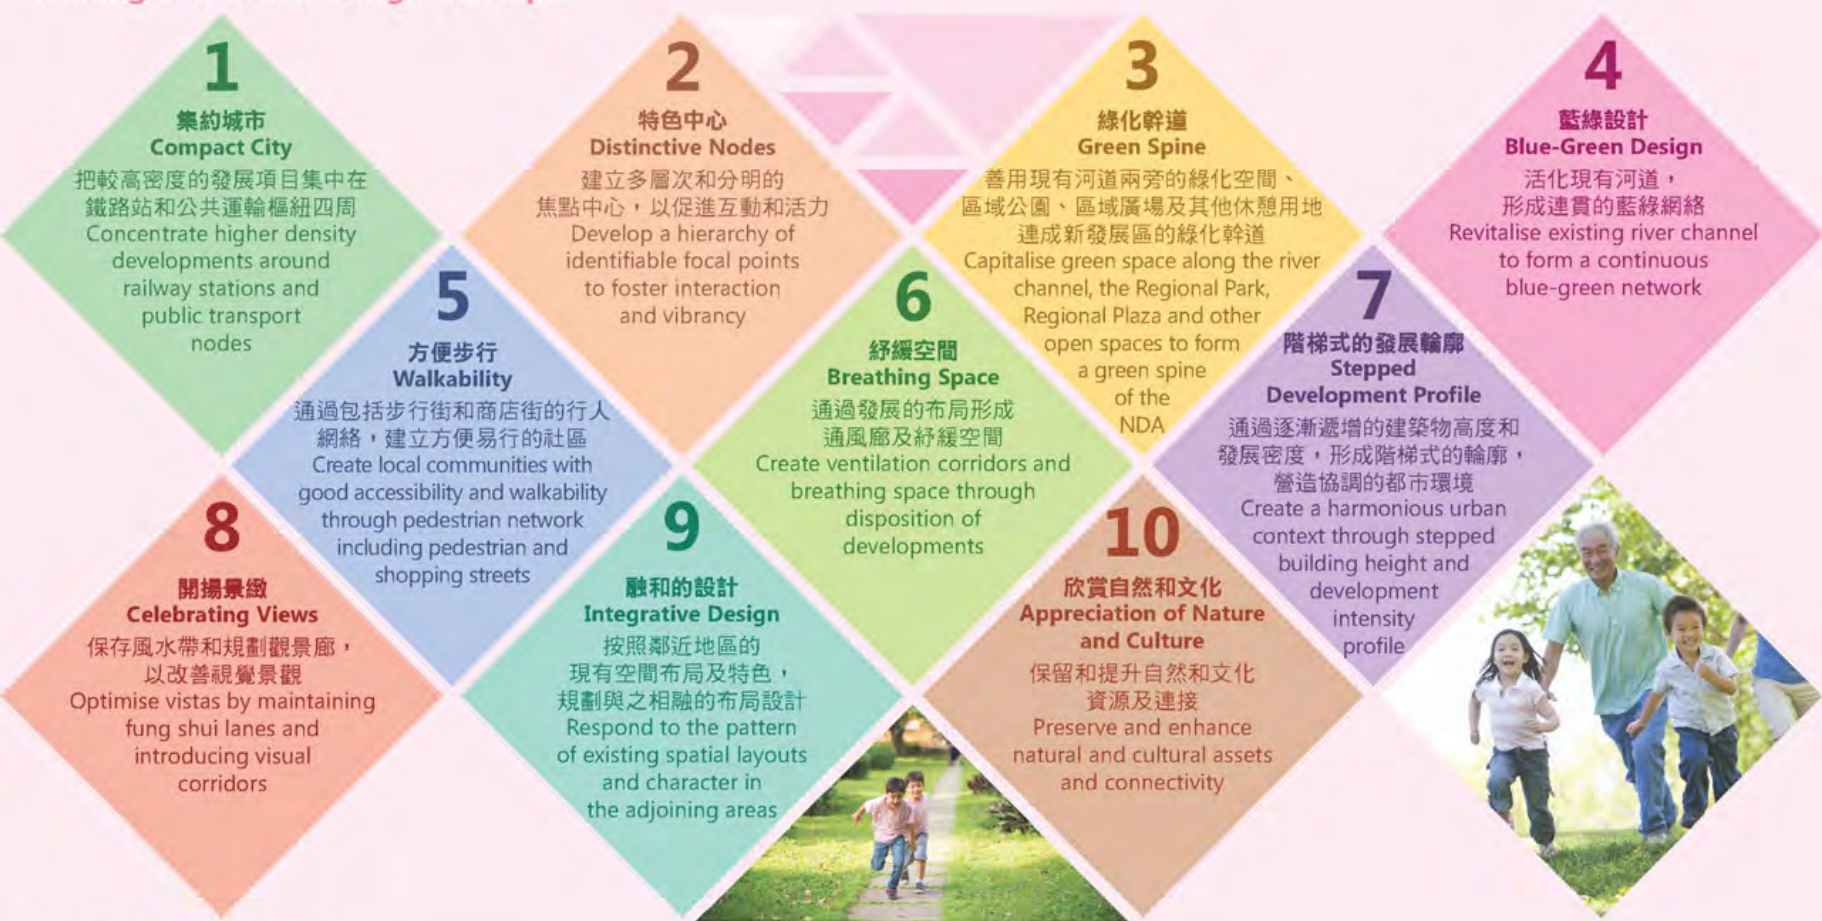 1
集約城市
Compact City
把較高密度的發展項目集中在
鐵路站和公共運輸樞紐四周
Concentrate higher density
developments around
railway stations and
public transport
nodes
2
特色中心
Distinctive Nodes
建立多層次和分明的
焦點中心，以促進互動和活力
Develop a hierarchy of
identifiable focal points
to foster interaction
and vibrancy
3
綠化幹道
Green Spine
善用現有河道兩旁的綠化空間、
區域公園、區域廣場及其他休憩用地
連成新發展區的綠化幹道
Capitalise green space along the river
channel, the Regional Park,
Regional Plaza and other
open spaces to form
a green spine
of the
NDA
4
藍綠設計
Blue-Green Design
活化現有河道，
形成連貫的藍綠網絡
Revitalise existing river channel
to form a continuous
blue-green network
5
方便步行
Walkability
通過包括步行街和商店街的行人
網絡，建立方便易行的社區
Create local communities with
good accessibility and walkability
through pedestrian network
including pedestrian and
shopping streets
6
紓緩空間
Breathing Space
通過發展的布局形成
通風廊及紓緩空間
Create ventilation corridors and
breathing space through
disposition of
developments
7
階梯式的發展輪廓
Stepped
Development Profile
通過逐漸遞增的建築物高度和
發展密度，形成階梯式的輪廓，
營造協調的都市環境
Create a harmonious urban
context through stepped
building height and
development
intensity
profile
8
開揚景緻
Celebrating Views
保存風水帶和規劃觀景廊，
以改善視覺景觀
Optimise vistas by maintaining
fung shui lanes and
introducing visual
corridors
9
融和的設計
Integrative Design
按照鄰近地區的
現有空間布局及特色，
規劃與之相融的布局設計
Respond to the pattern
of existing spatial layouts
and character in
the adjoining areas
10
欣賞自然和文化
Appreciation of Nature
and Culture
保留和提升自然和文化
資源及連接
Preserve and enhance
natural and cultural assets
and connectivity